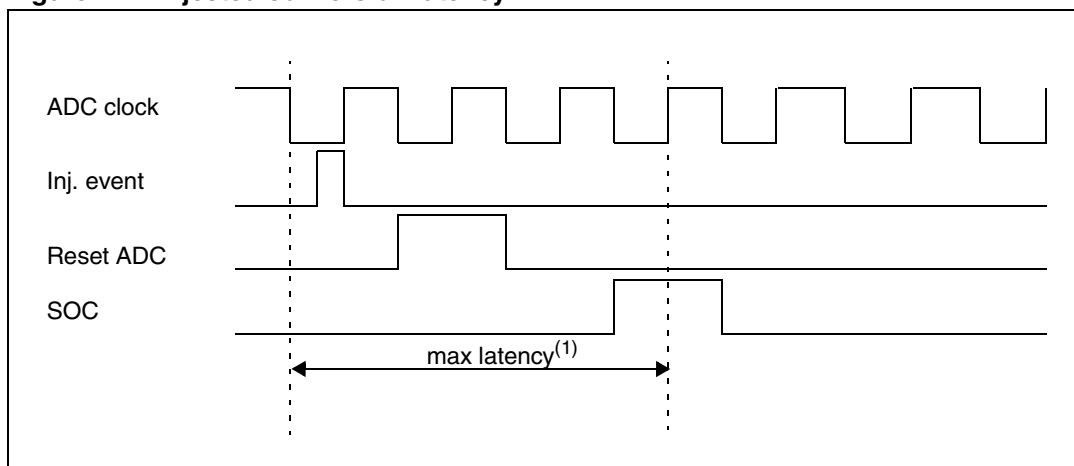 ADC clock
Inj. event
Reset ADC
SOC
max latency(1)